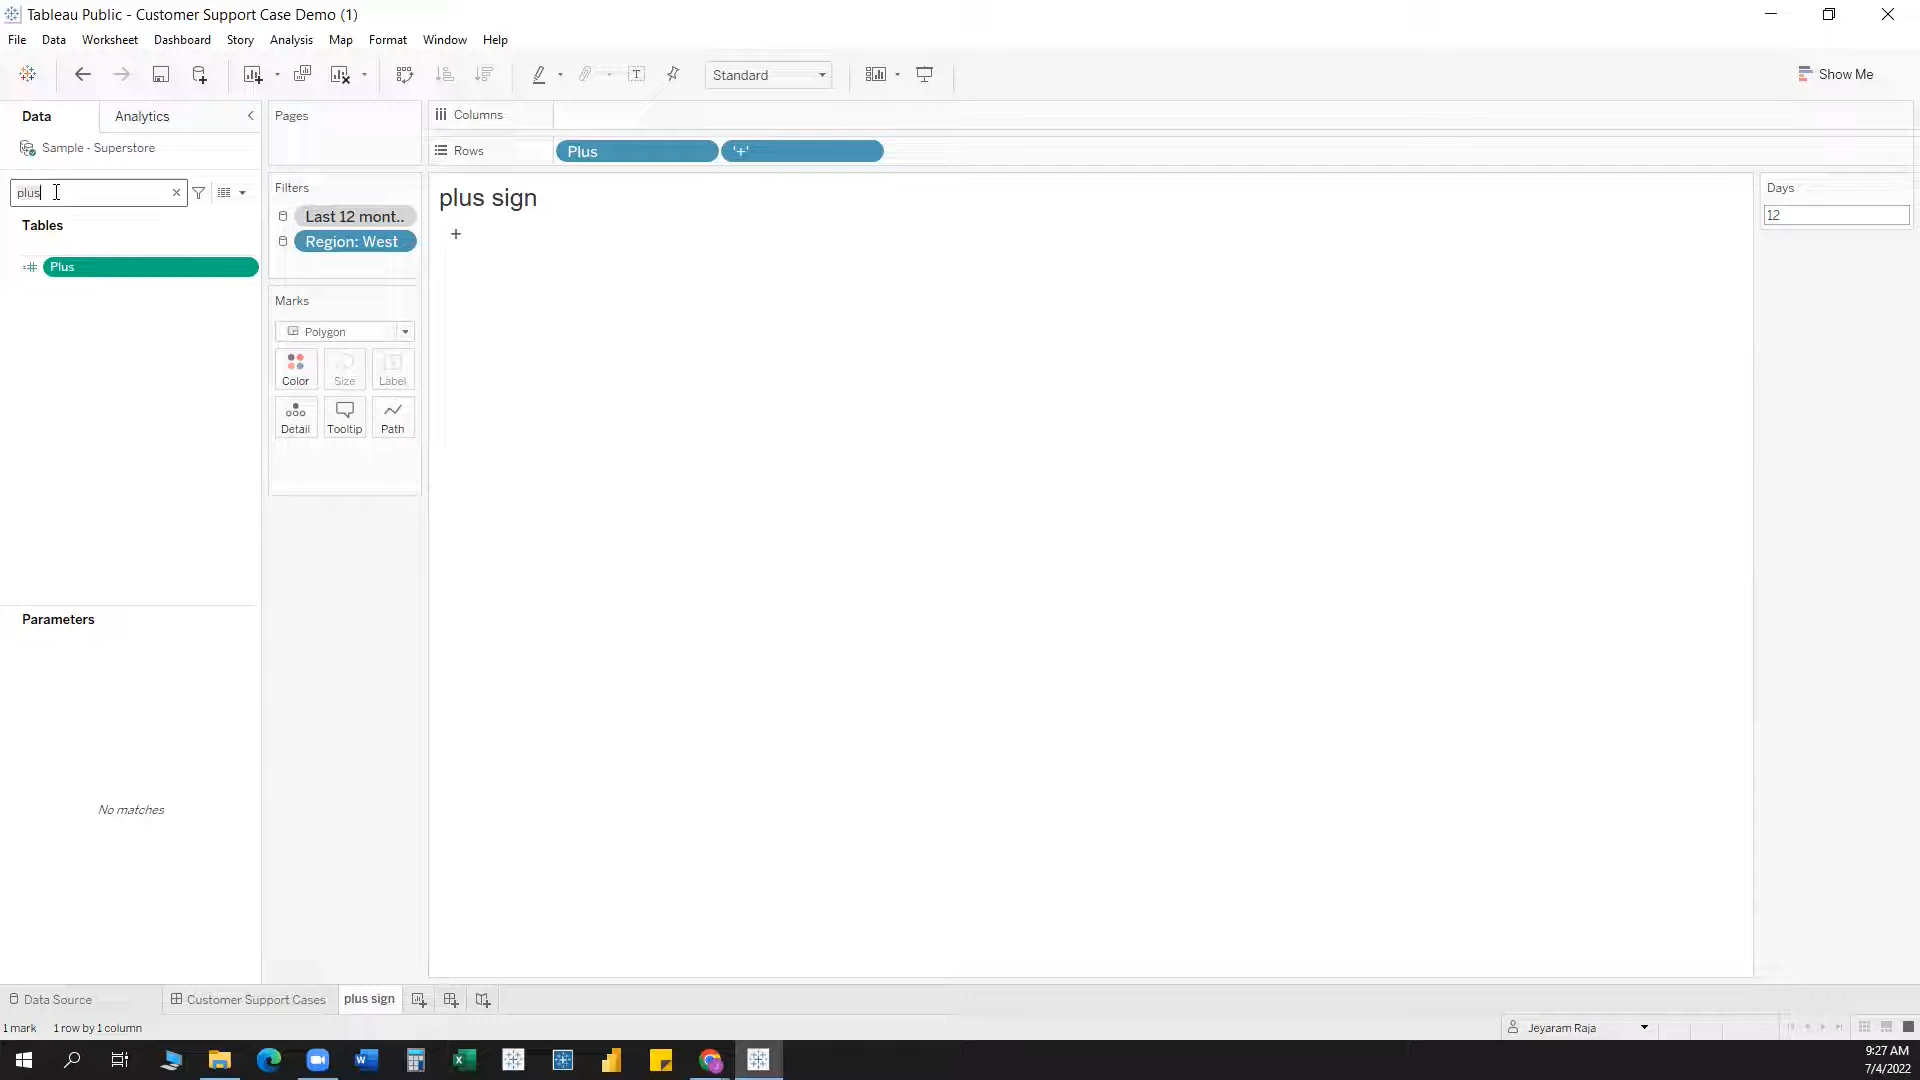 Tableau Public - Customer Support Case Demo (1)
File Data Worksheet Dashboard Story Analysis Map Format Window Help
Standard
Show Me
Data Analytics
Pages
Columns
Sample - Superstore
Rows Plus '+'
plus
Filters
plus sign
Days
Last 12 mont..
12
Tables
+
Region: West
Plus
Marks
Polygon
Color Size Label
Detail Tooltip Path
Parameters
No matches
Data Source Customer Support Cases plus sign
1 mark 1 row by 1 column Jeyaram Raja
9:27 AM
7/4/2022